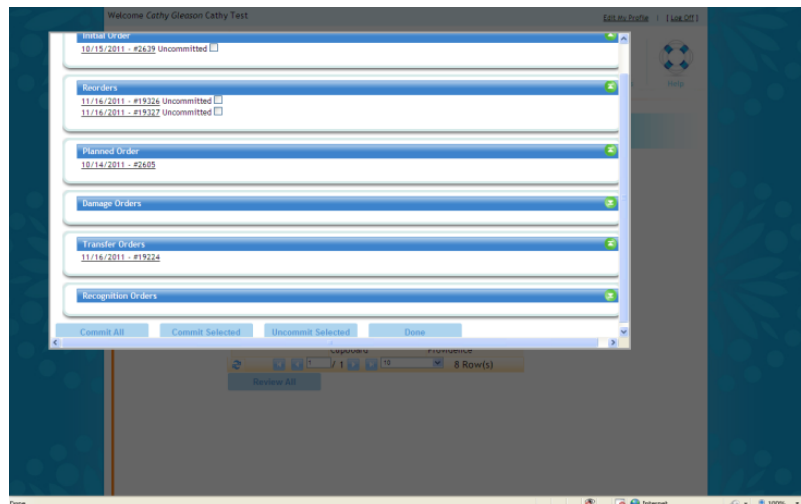 Welcome Cathy Gleason Cathy Test
Edit My Profile | [ Log Off ]
Initial Order
10/15/2011 - #2639 Uncommitted
Help
Reorders
11/16/2011 - #19326 Uncommitted
11/16/2011 - #19327 Uncommitted
Planned Order
10/14/2011 - #2605
Damage Orders
Transfer Orders
11/16/2011 - #19224
Recognition Orders
Commit All Commit Selected Uncommit Selected Done
Cupboard Providence
1 / 1 10 8 Row(s)
Review All
Done Internet 100%